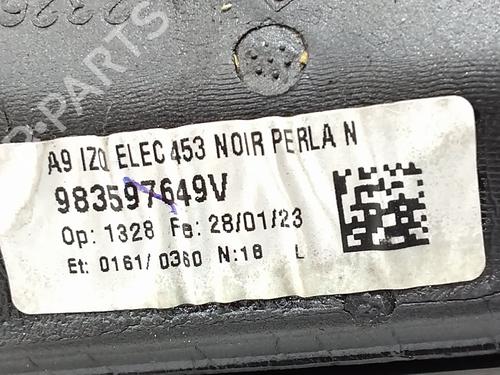 A9 IZQ ELEC 453 NOIR PERLA N
983597649V
Op: 1328 Fe: 28/01/23
Et: 0161/ 0360 N:18 L